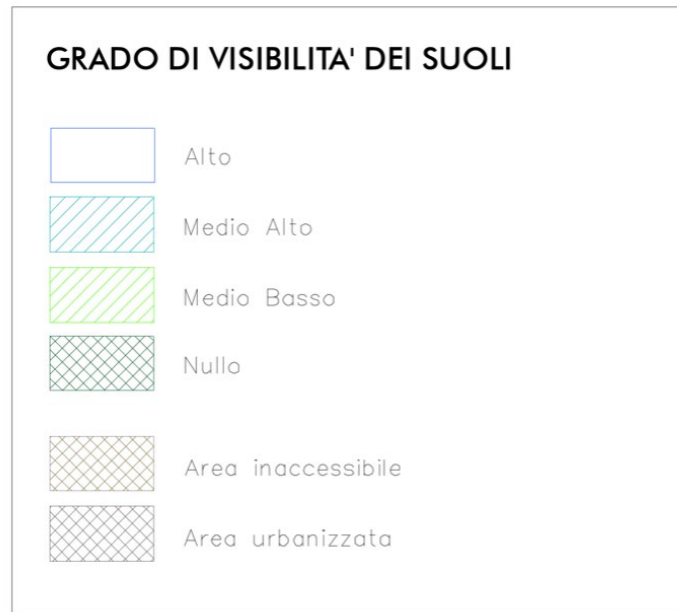 GRADO DI VISIBILITA' DEI SUOLI
Alto
Medio Alto
Medio Basso
Nullo
Area inaccessibile
Area urbanizzata